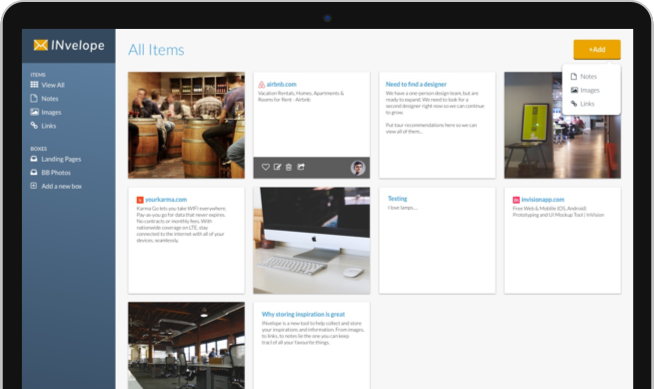 INvelope
All Items
+Add
Notes
Images
Links
ITEMS
View All
Notes
Images
Links
BOXES
Landing Pages
BB Photos
Add a new box
airbnb.com
Vacation Rentals, Homes, Apartments &
Rooms for Rent - Airbnb
Need to find a designer
We have a one person design team, but are
ready to expand. We need to look for a
second designer right now so we can continue
to grow.
Put your recommendations here so we can
view all of them...
yourkarma.com
Karma Go lets you take WiFi everywhere.
Pay-as-you-go for data that never expires.
No contracts or monthly fees. With
nationwide coverage on LTE, stay
connected to the internet with all of your
devices, seamlessly.
Testing
I love lamps...
in
invisionapp.com
Free Web & Mobile (iOS, Android)
Prototyping and UI Mockup Tool | InVision
Why storing inspiration is great
INvelope is a new tool to help collect and store
your inspirations and information. From images,
to links, to notes lie the one you can keep
tracl of all your favourtie things.